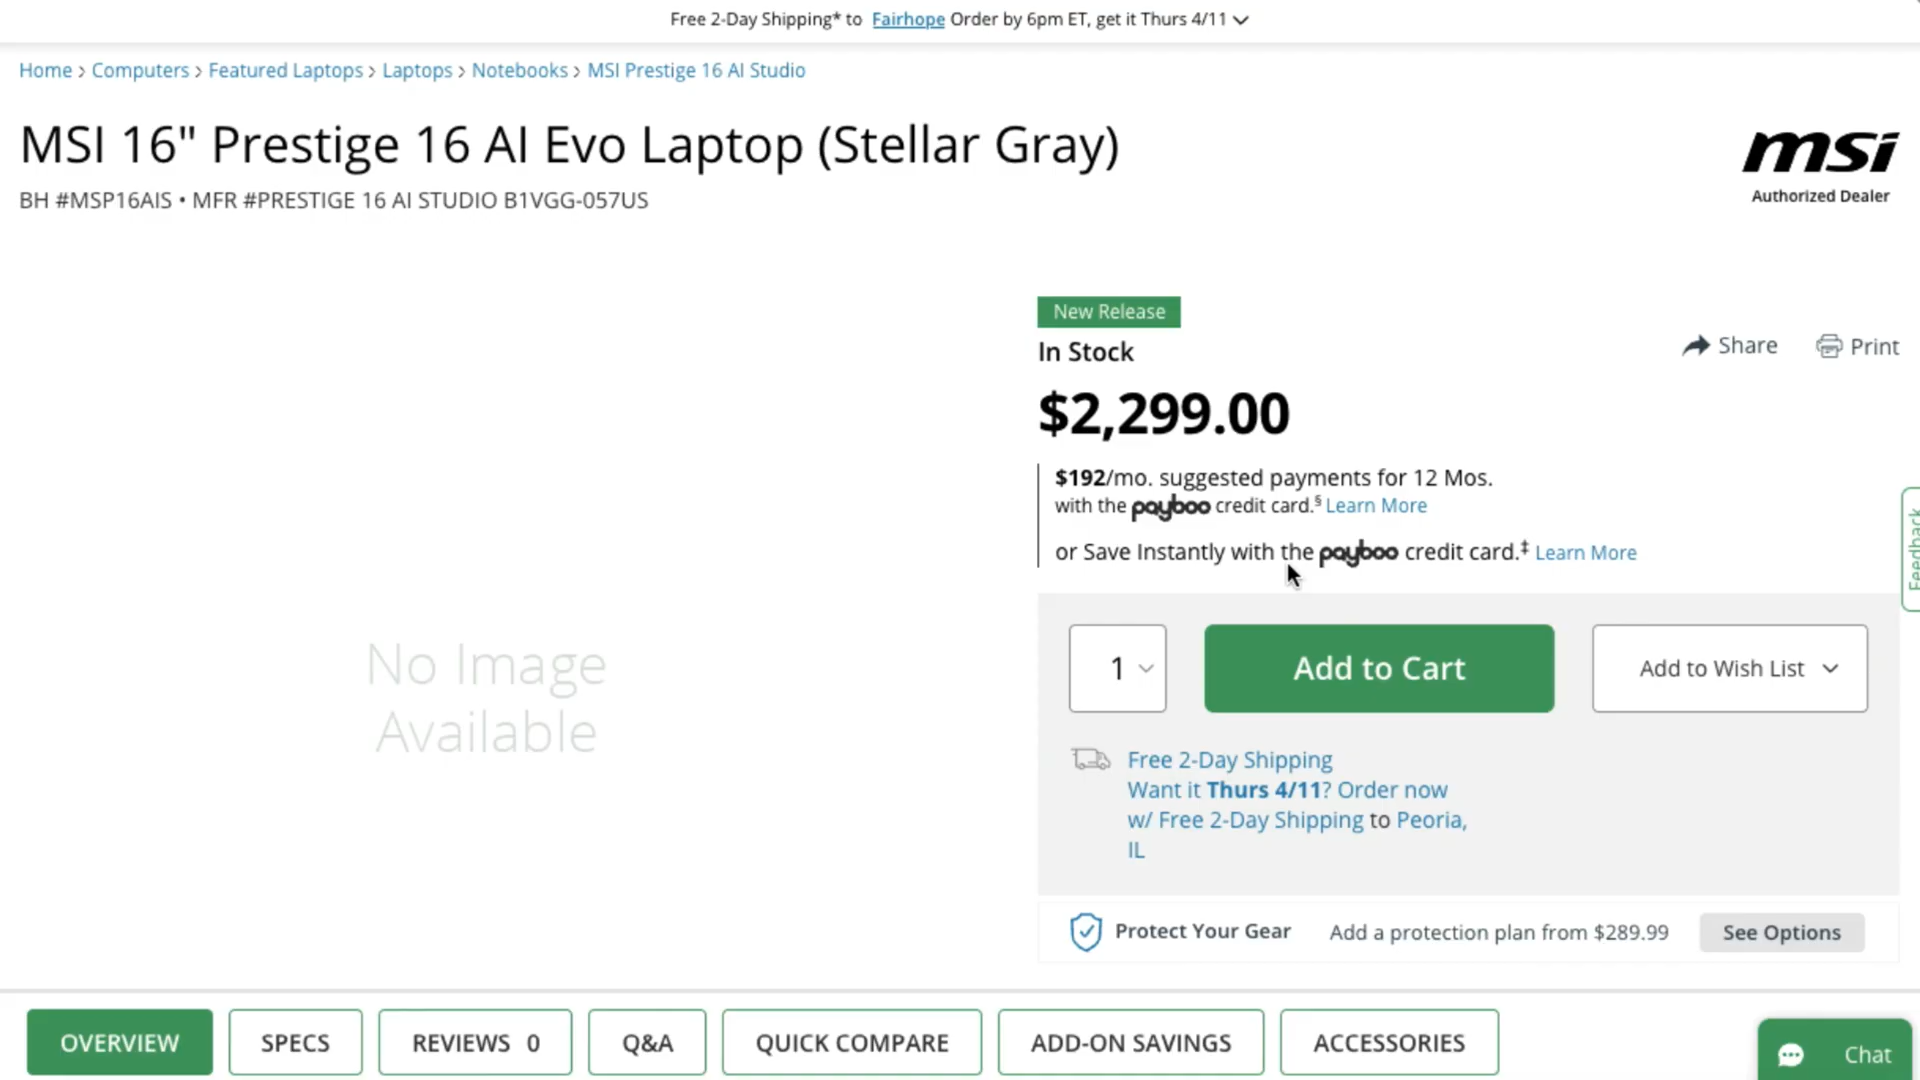 Free 2-Day Shipping* to Fairhope Order by 6pm ET, get it Thurs 4/11
Home > Computers > Featured Laptops > Laptops > Notebooks > MSI Prestige 16 AI Studio
MSI 16" Prestige 16 AI Evo Laptop (Stellar Gray)
BH #MSP16AIS • MFR #PRESTIGE 16 AI STUDIO B1VGG-057US
msi
Authorized Dealer
New Release
In Stock
Share
Print
$2,299.00
$192/mo. suggested payments for 12 Mos.
with the payboo credit card.§ Learn More
or Save Instantly with the payboo credit card.‡ Learn More
Feedback
1
Add to Cart
Add to Wish List
No Image
Available
Free 2-Day Shipping
Want it Thurs 4/11? Order now
w/ Free 2-Day Shipping to Peoria,
IL
Protect Your Gear
Add a protection plan from $289.99
See Options
OVERVIEW
SPECS
REVIEWS 0
Q&A
QUICK COMPARE
ADD-ON SAVINGS
ACCESSORIES
Chat